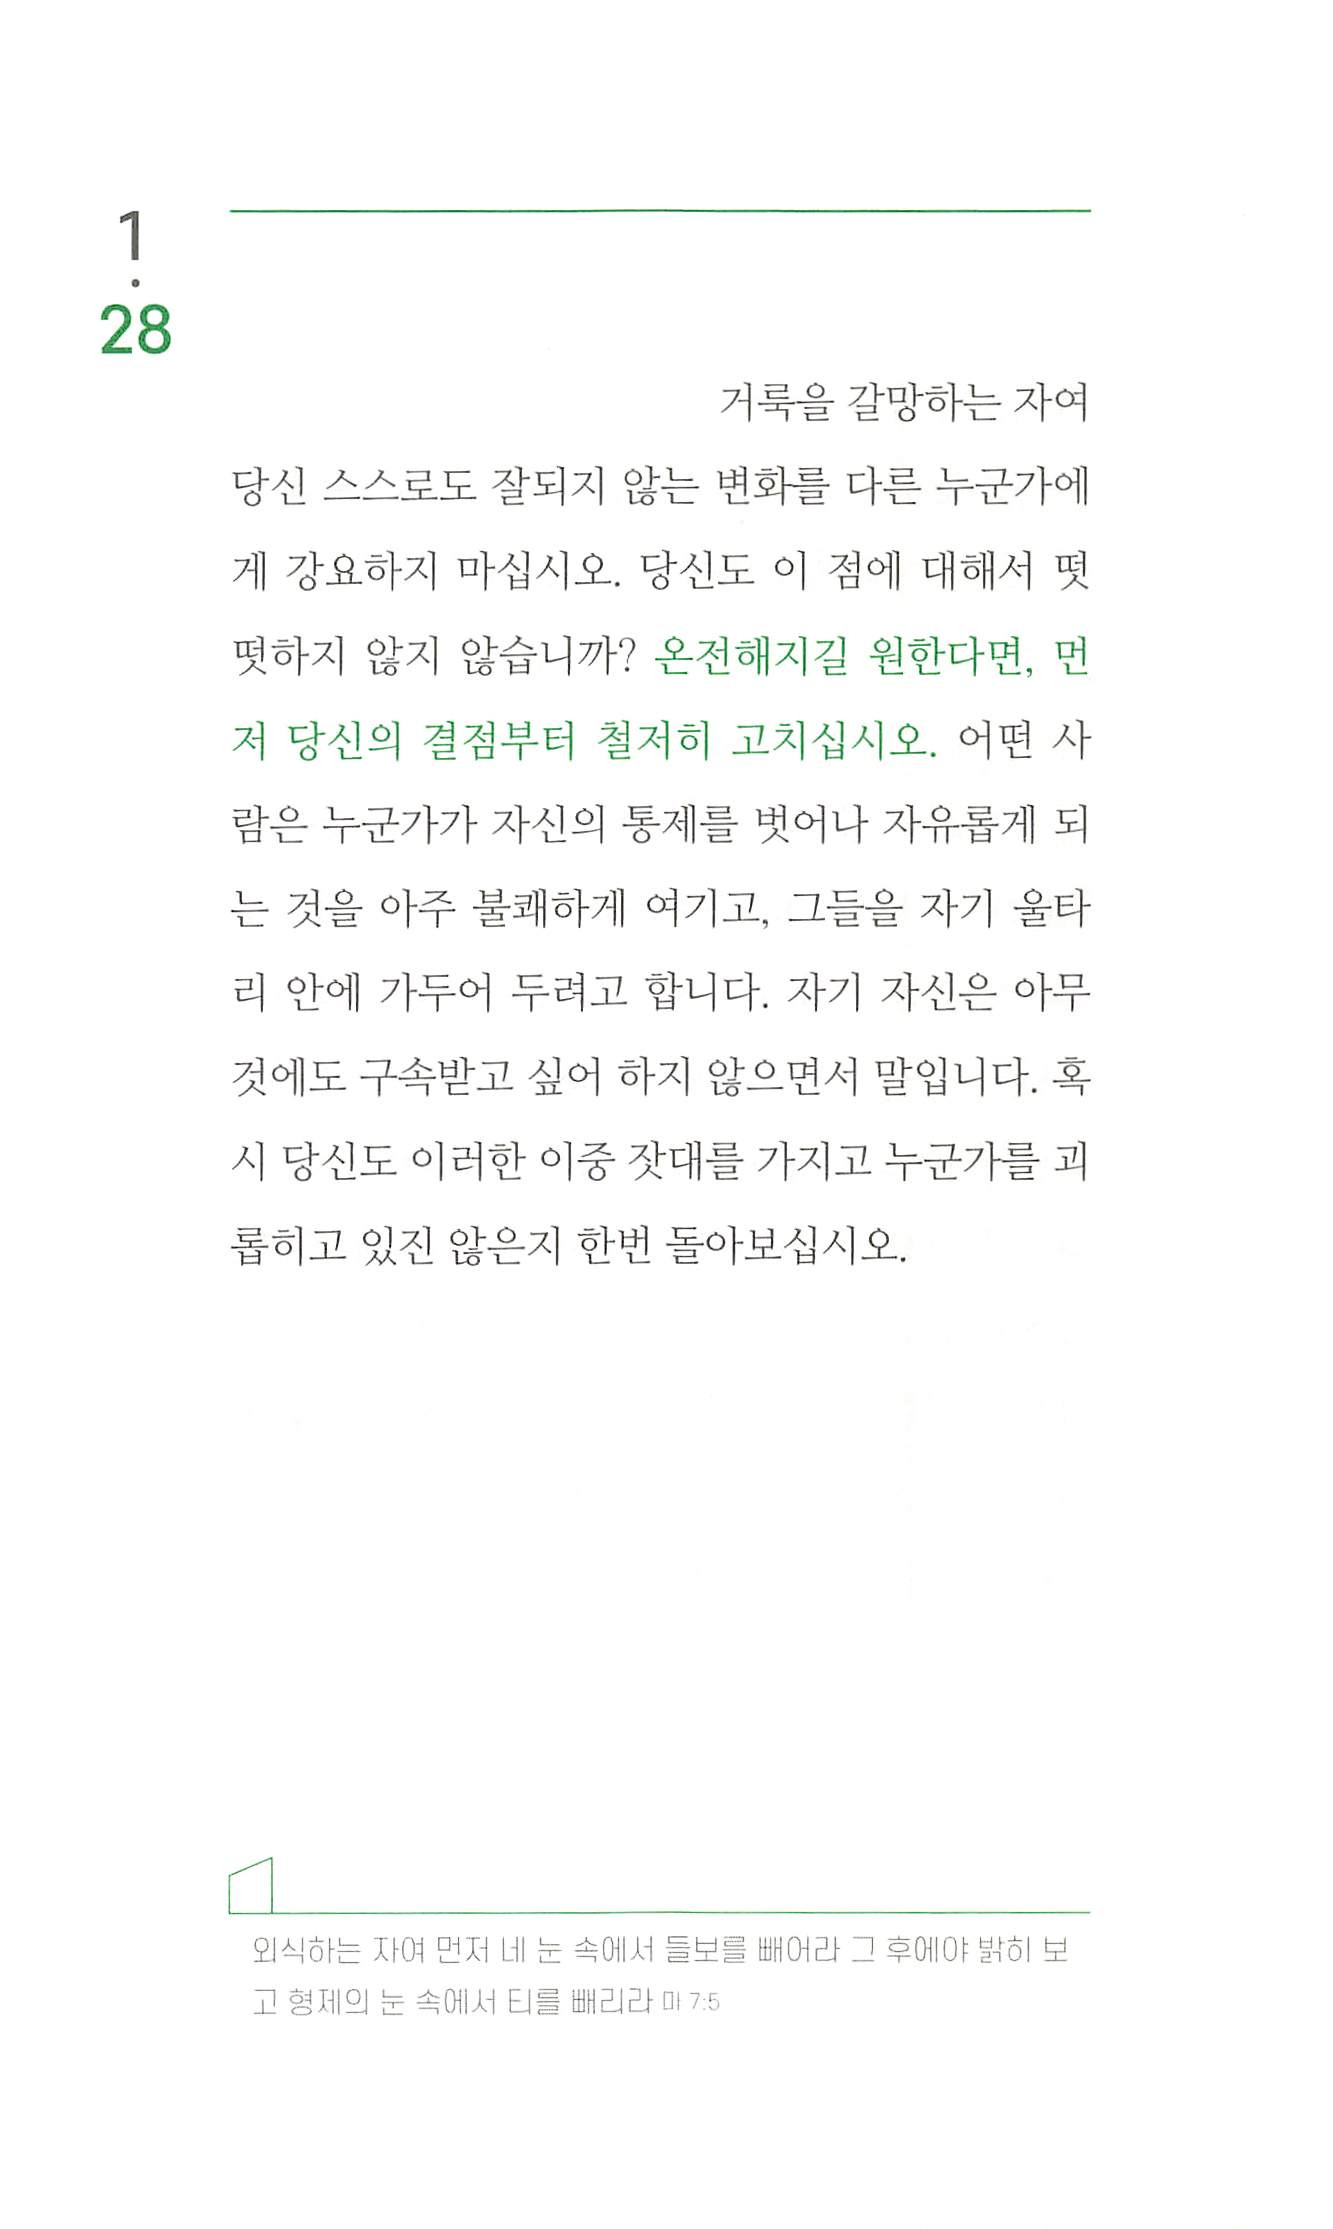 1
·
28
거룩을 갈망하는 자여
당신 스스로도 잘되지 않는 변화를 다른 누군가에
게 강요하지 마십시오. 당신도 이 점에 대해서 떳
떳하지 않지 않습니까? 온전해지길 원한다면, 먼
저 당신의 결점부터 철저히 고치십시오. 어떤 사
람은 누군가가 자신의 통제를 벗어나 자유롭게 되
는 것을 아주 불쾌하게 여기고, 그들을 자기 울타
리 안에 가두어 두려고 합니다. 자기 자신은 아무
것에도 구속받고 싶어 하지 않으면서 말입니다. 혹
시 당신도 이러한 이중 잣대를 가지고 누군가를 괴
롭히고 있진 않은지 한번 돌아보십시오.
외식하는 자여 먼저 네 눈 속에서 들보를 빼어라 그 후에야 밝히 보
고 형제의 눈 속에서 티를 빼리라 마 7:5